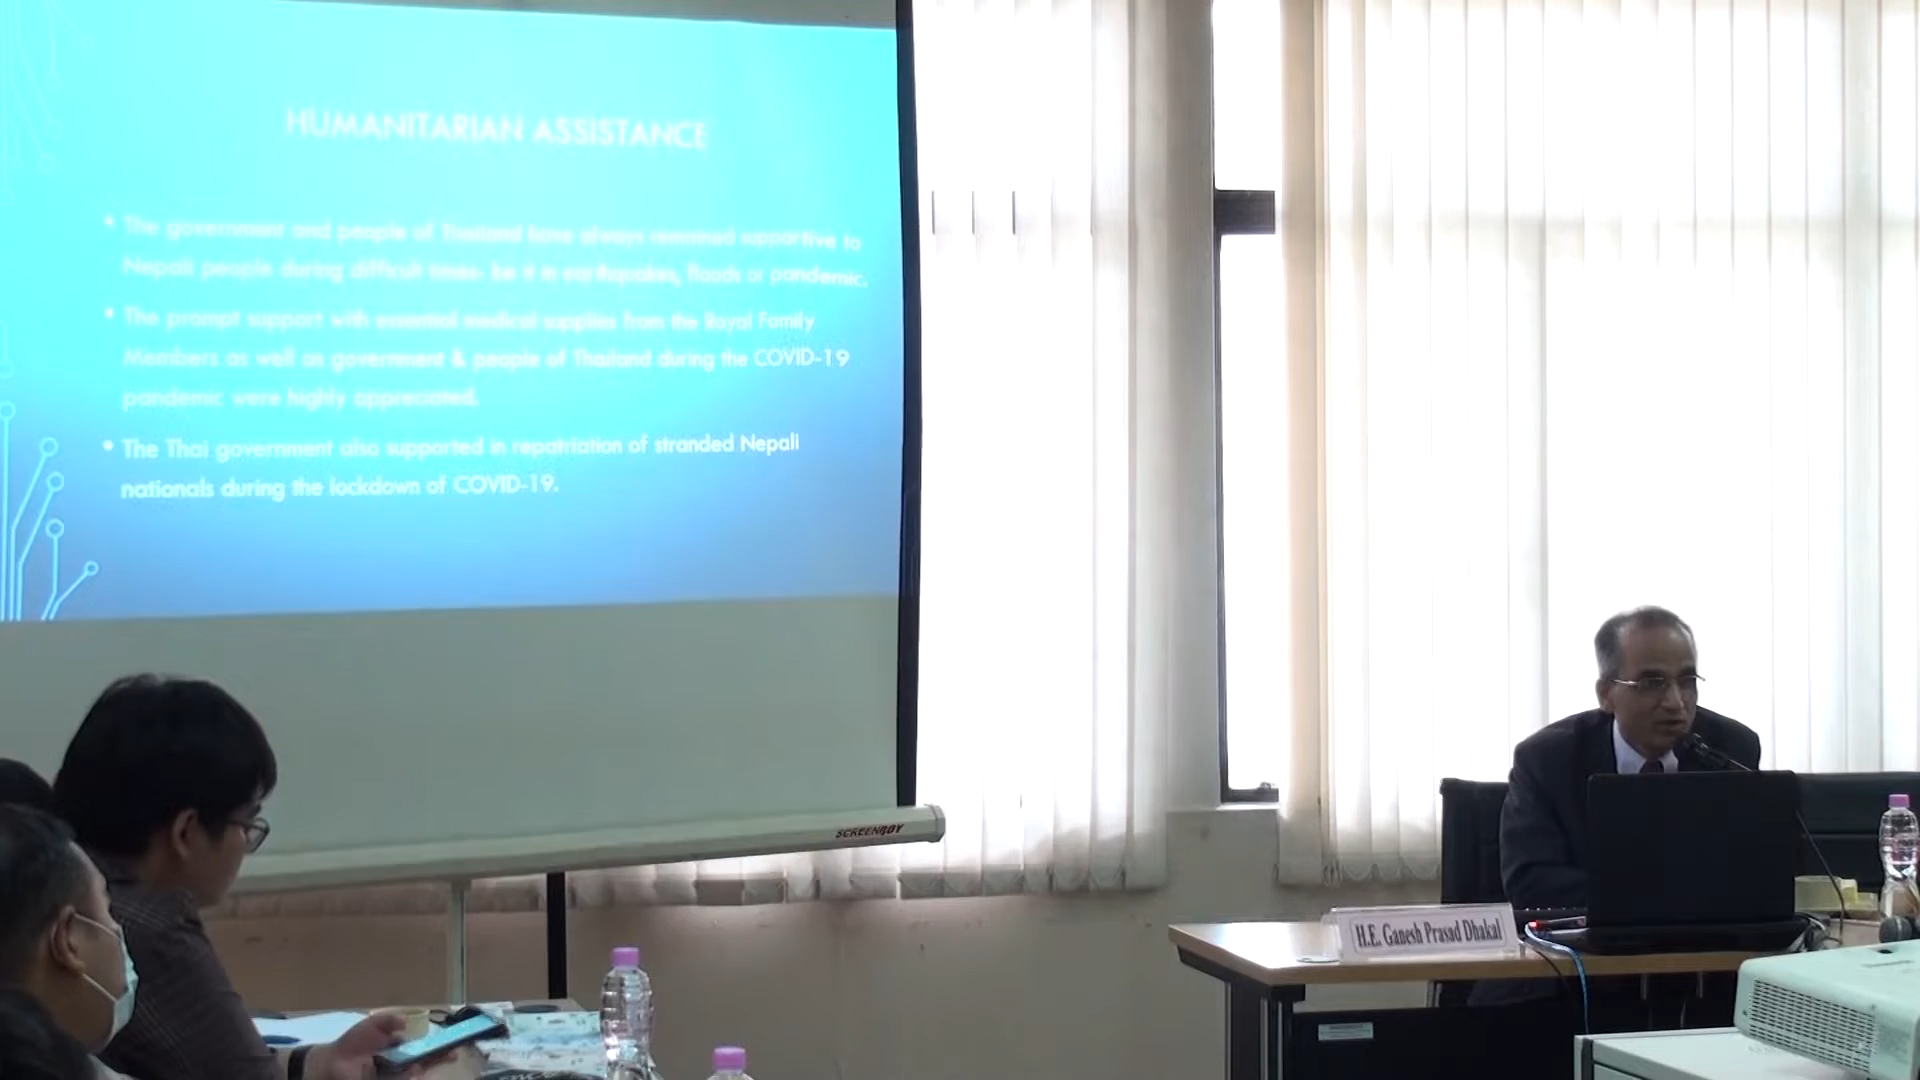 HUMANITARIAN ASSISTANCE
• The government and people of Thailand have always remained supportive to
Nepali people during difficult times- be it in earthquakes, floods or pandemic.
• The prompt support with essential medical supplies from the Royal Family
Members as well as government & people of Thailand during the COVID-19
pandemic were highly appreciated.
• The Thai government also supported in repatriation of stranded Nepali
nationals during the lockdown of COVID-19.
SCREENBOY
H.E. Ganesh Prasad Dhakal